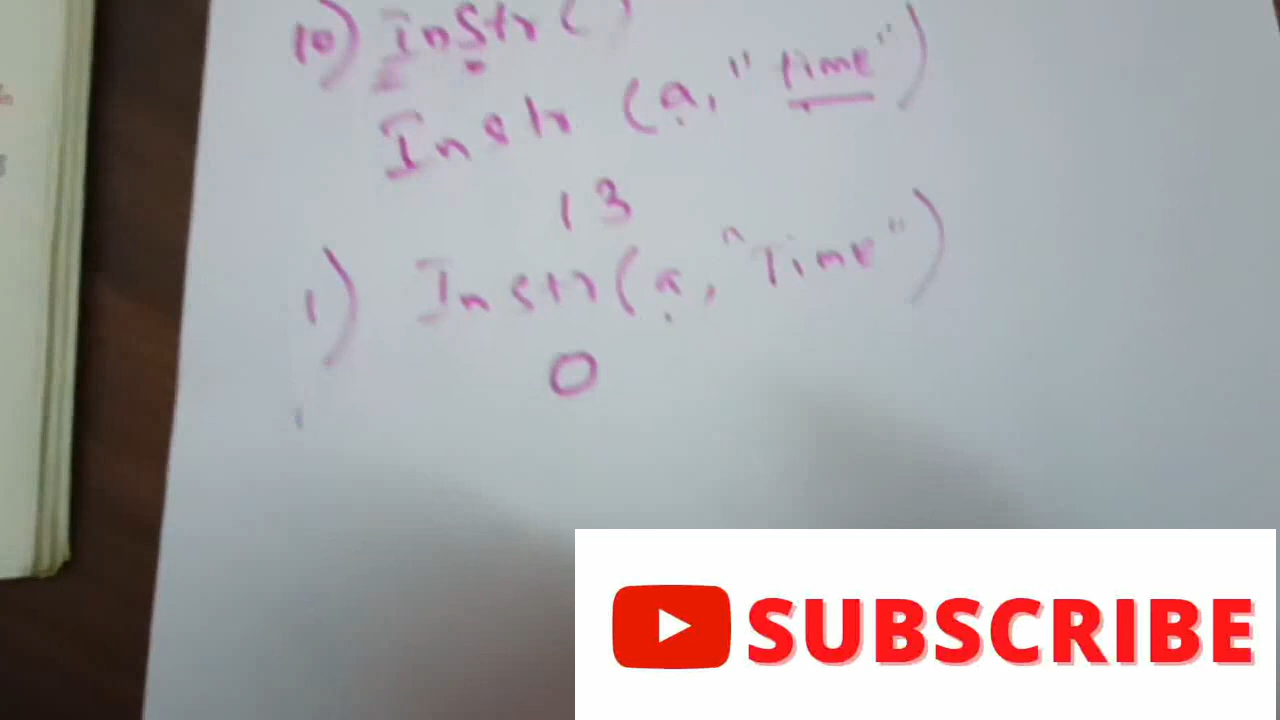 10) InStr ( )
Instr (a, "time")
13
1) Instr(a, "Time")
0
SUBSCRIBE